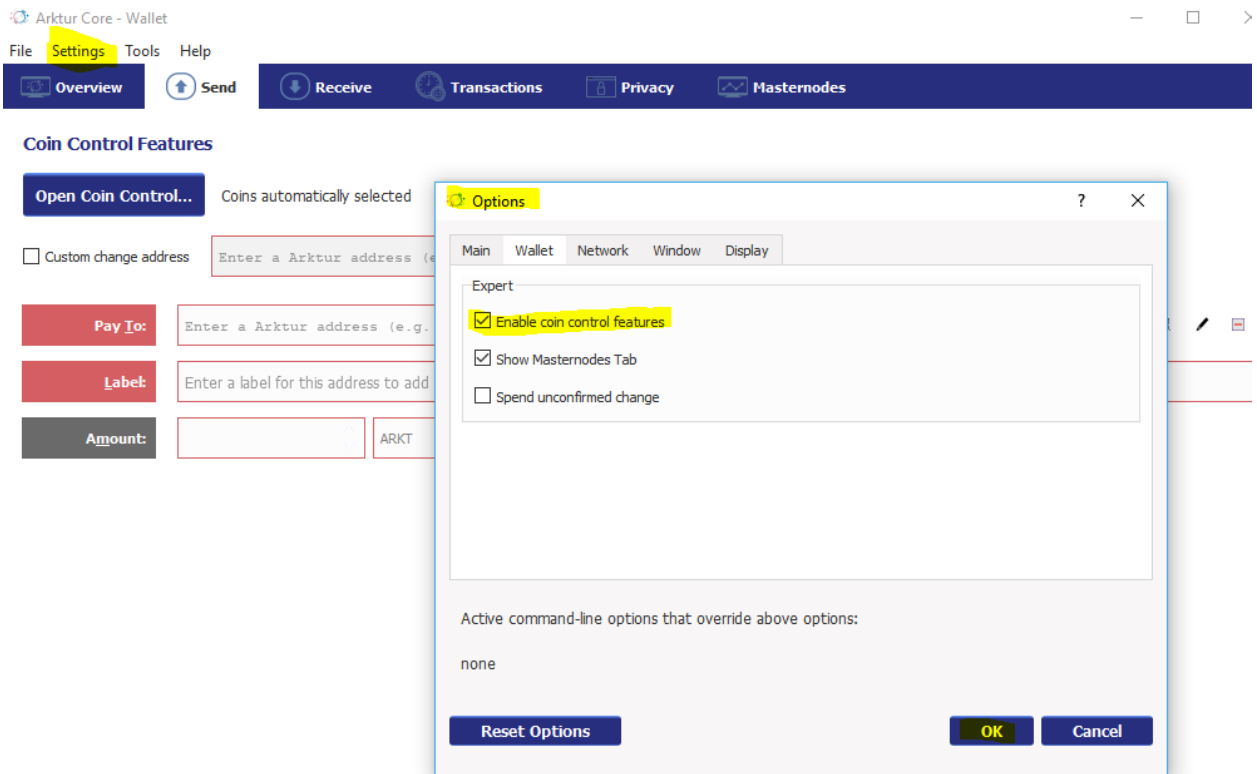 Arktur Core - Wallet
File Settings Tools Help
Overview Send Receive Transactions Privacy Masternodes
Coin Control Features
Open Coin Control... Coins automatically selected
Custom change address Enter a Arktur address (e
Pay To: Enter a Arktur address (e.g.
Label: Enter a label for this address to add
Amount: ARKT
Options ?
Main Wallet Network Window Display
Expert
Enable coin control features
Show Masternodes Tab
Spend unconfirmed change
Active command-line options that override above options:
none
Reset Options OK Cancel